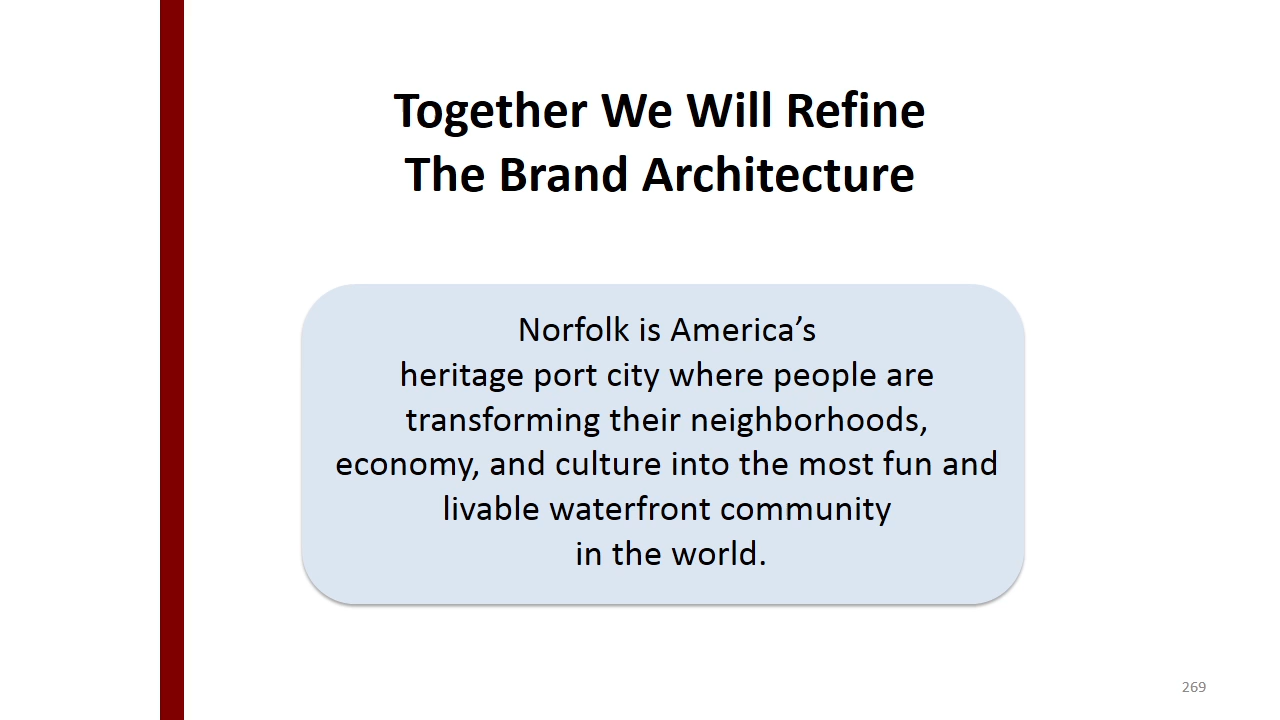 Together We Will Refine
The Brand Architecture
Norfolk is America’s
heritage port city where people are
transforming their neighborhoods,
economy, and culture into the most fun and
livable waterfront community
in the world.
269